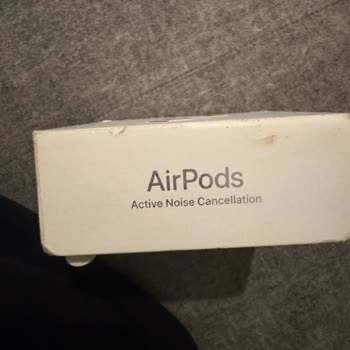 AirPods
Active Noise Cancellation